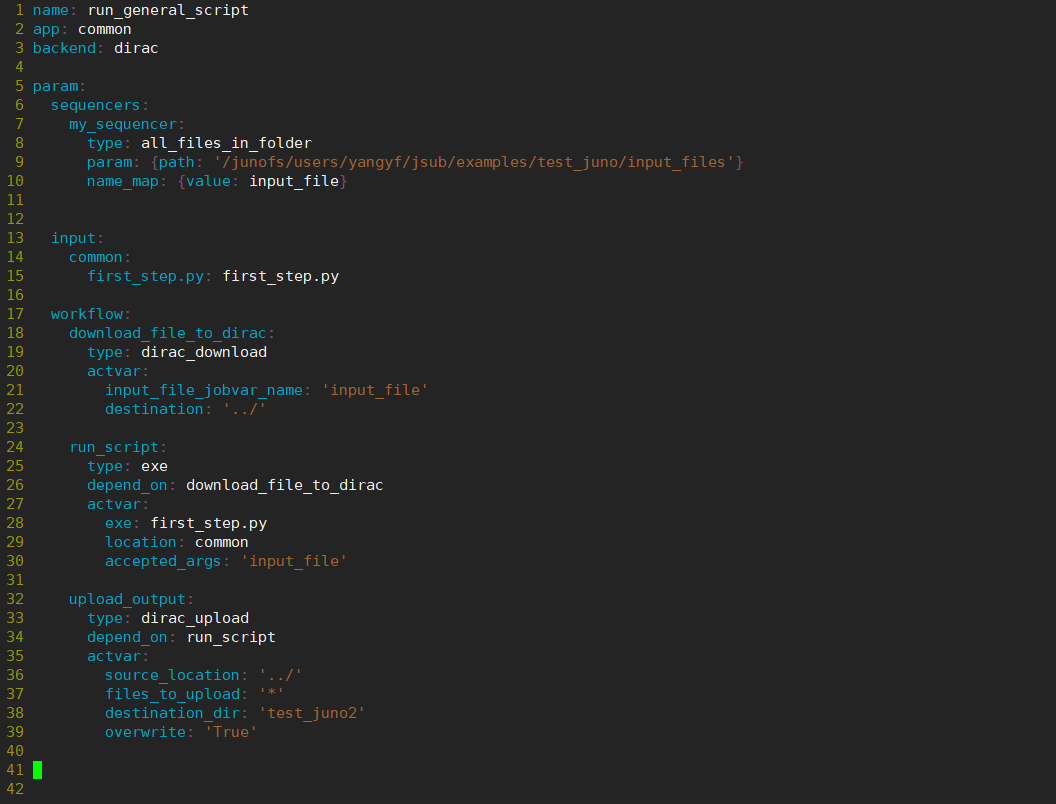 1 name: run_general_script
2 app: common
3 backend: dirac
4
5 param:
6   sequencers:
7     my_sequencer:
8       type: all_files_in_folder
9       param: {path: '/junofs/users/yangyf/jsub/examples/test_juno/input_files'}
10       name_map: {value: input_file}
11
12
13   input:
14     common:
15       first_step.py: first_step.py
16
17   workflow:
18     download_file_to_dirac:
19       type: dirac_download
20       actvar:
21         input_file_jobvar_name: 'input_file'
22         destination: '../'
23
24     run_script:
25       type: exe
26       depend_on: download_file_to_dirac
27       actvar:
28         exe: first_step.py
29         location: common
30         accepted_args: 'input_file'
31
32     upload_output:
33       type: dirac_upload
34       depend_on: run_script
35       actvar:
36         source_location: '../'
37         files_to_upload: '*'
38         destination_dir: 'test_juno2'
39         overwrite: 'True'
40
41
42